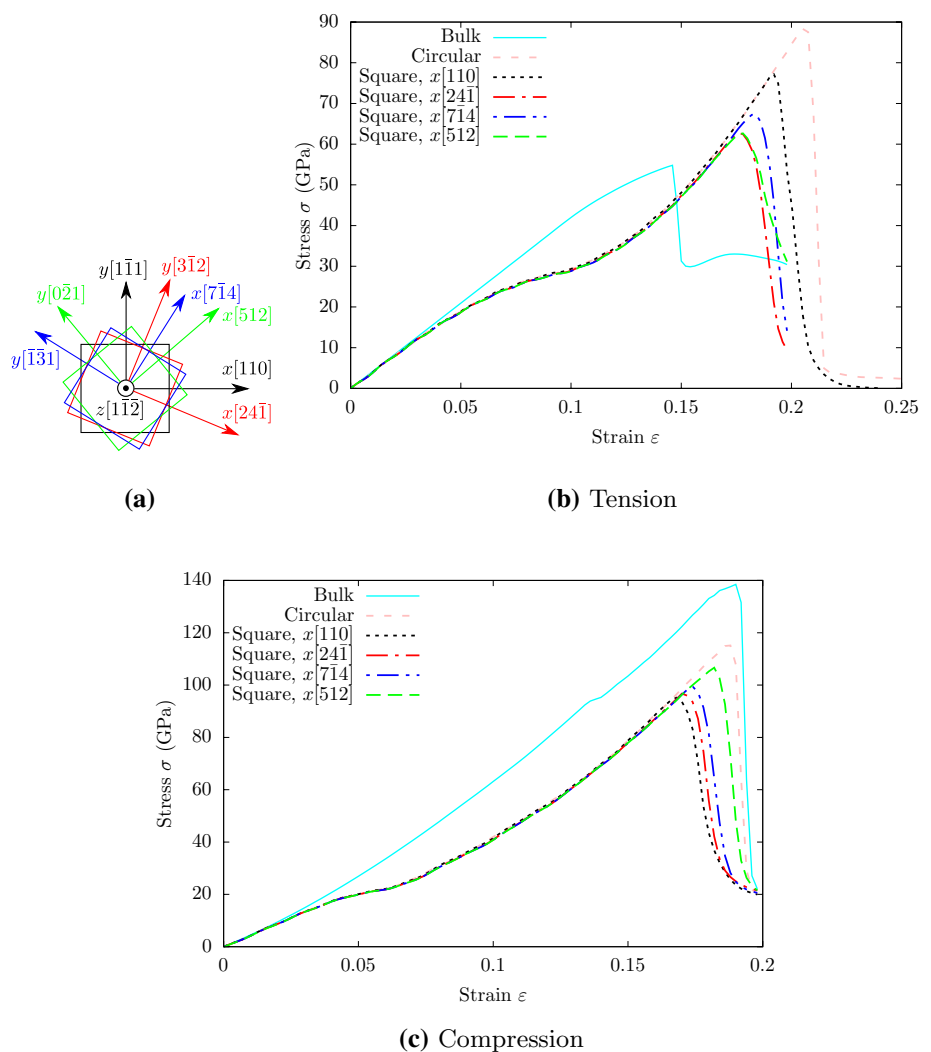 90
80
70
60
50
40
30
20
10
0
Stress σ (GPa)
Bulk
Circular
Square, x[110]
Square, x[241̄]
Square, x[71̄4]
Square, x[512]
0 0.05 0.1 0.15 0.2 0.25
Strain ε
y[11̄1]
y[31̄2]
y[02̄1]
x[71̄4]
x[512]
y[1̄3̄1]
x[110]
z[11̄2̄]
x[241̄]
(a)
(b) Tension
140
120
100
80
60
40
20
0
Stress σ (GPa)
Bulk
Circular
Square, x[110]
Square, x[241̄]
Square, x[71̄4]
Square, x[512]
0 0.05 0.1 0.15 0.2
Strain ε
(c) Compression